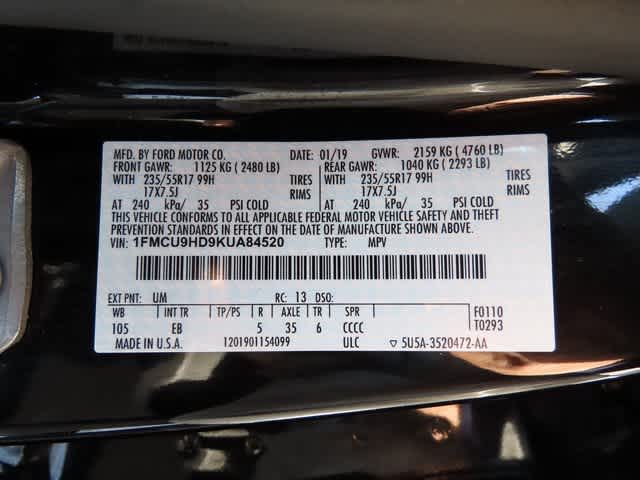 MFD. BY FORD MOTOR CO. DATE: 01/19 GVWR: 2159 KG (4760 LB)
FRONT GAWR: 1125 KG (2480 LB) REAR GAWR: 1040 KG (2293 LB)
WITH 235/55R17 99H TIRES WITH 235/55R17 99H TIRES
17X7.5J RIMS 17X7.5J RIMS
AT 240 kPa/ 35 PSI COLD AT 240 kPa/ 35 PSI COLD
THIS VEHICLE CONFORMS TO ALL APPLICABLE FEDERAL MOTOR VEHICLE SAFETY AND THEFT
PREVENTION STANDARDS IN EFFECT ON THE DATE OF MANUFACTURE SHOWN ABOVE.
VIN: 1FMCU9HD9KUA84520 TYPE: MPV
EXT PNT: UM RC: 13 DSO:
WB INT TR TP/PS R AXLE TR SPR F0110
105 EB 5 35 6 CCCC T0293
MADE IN U.S.A. 1201901154099 ULC ▽ 5U5A-3520472-AA